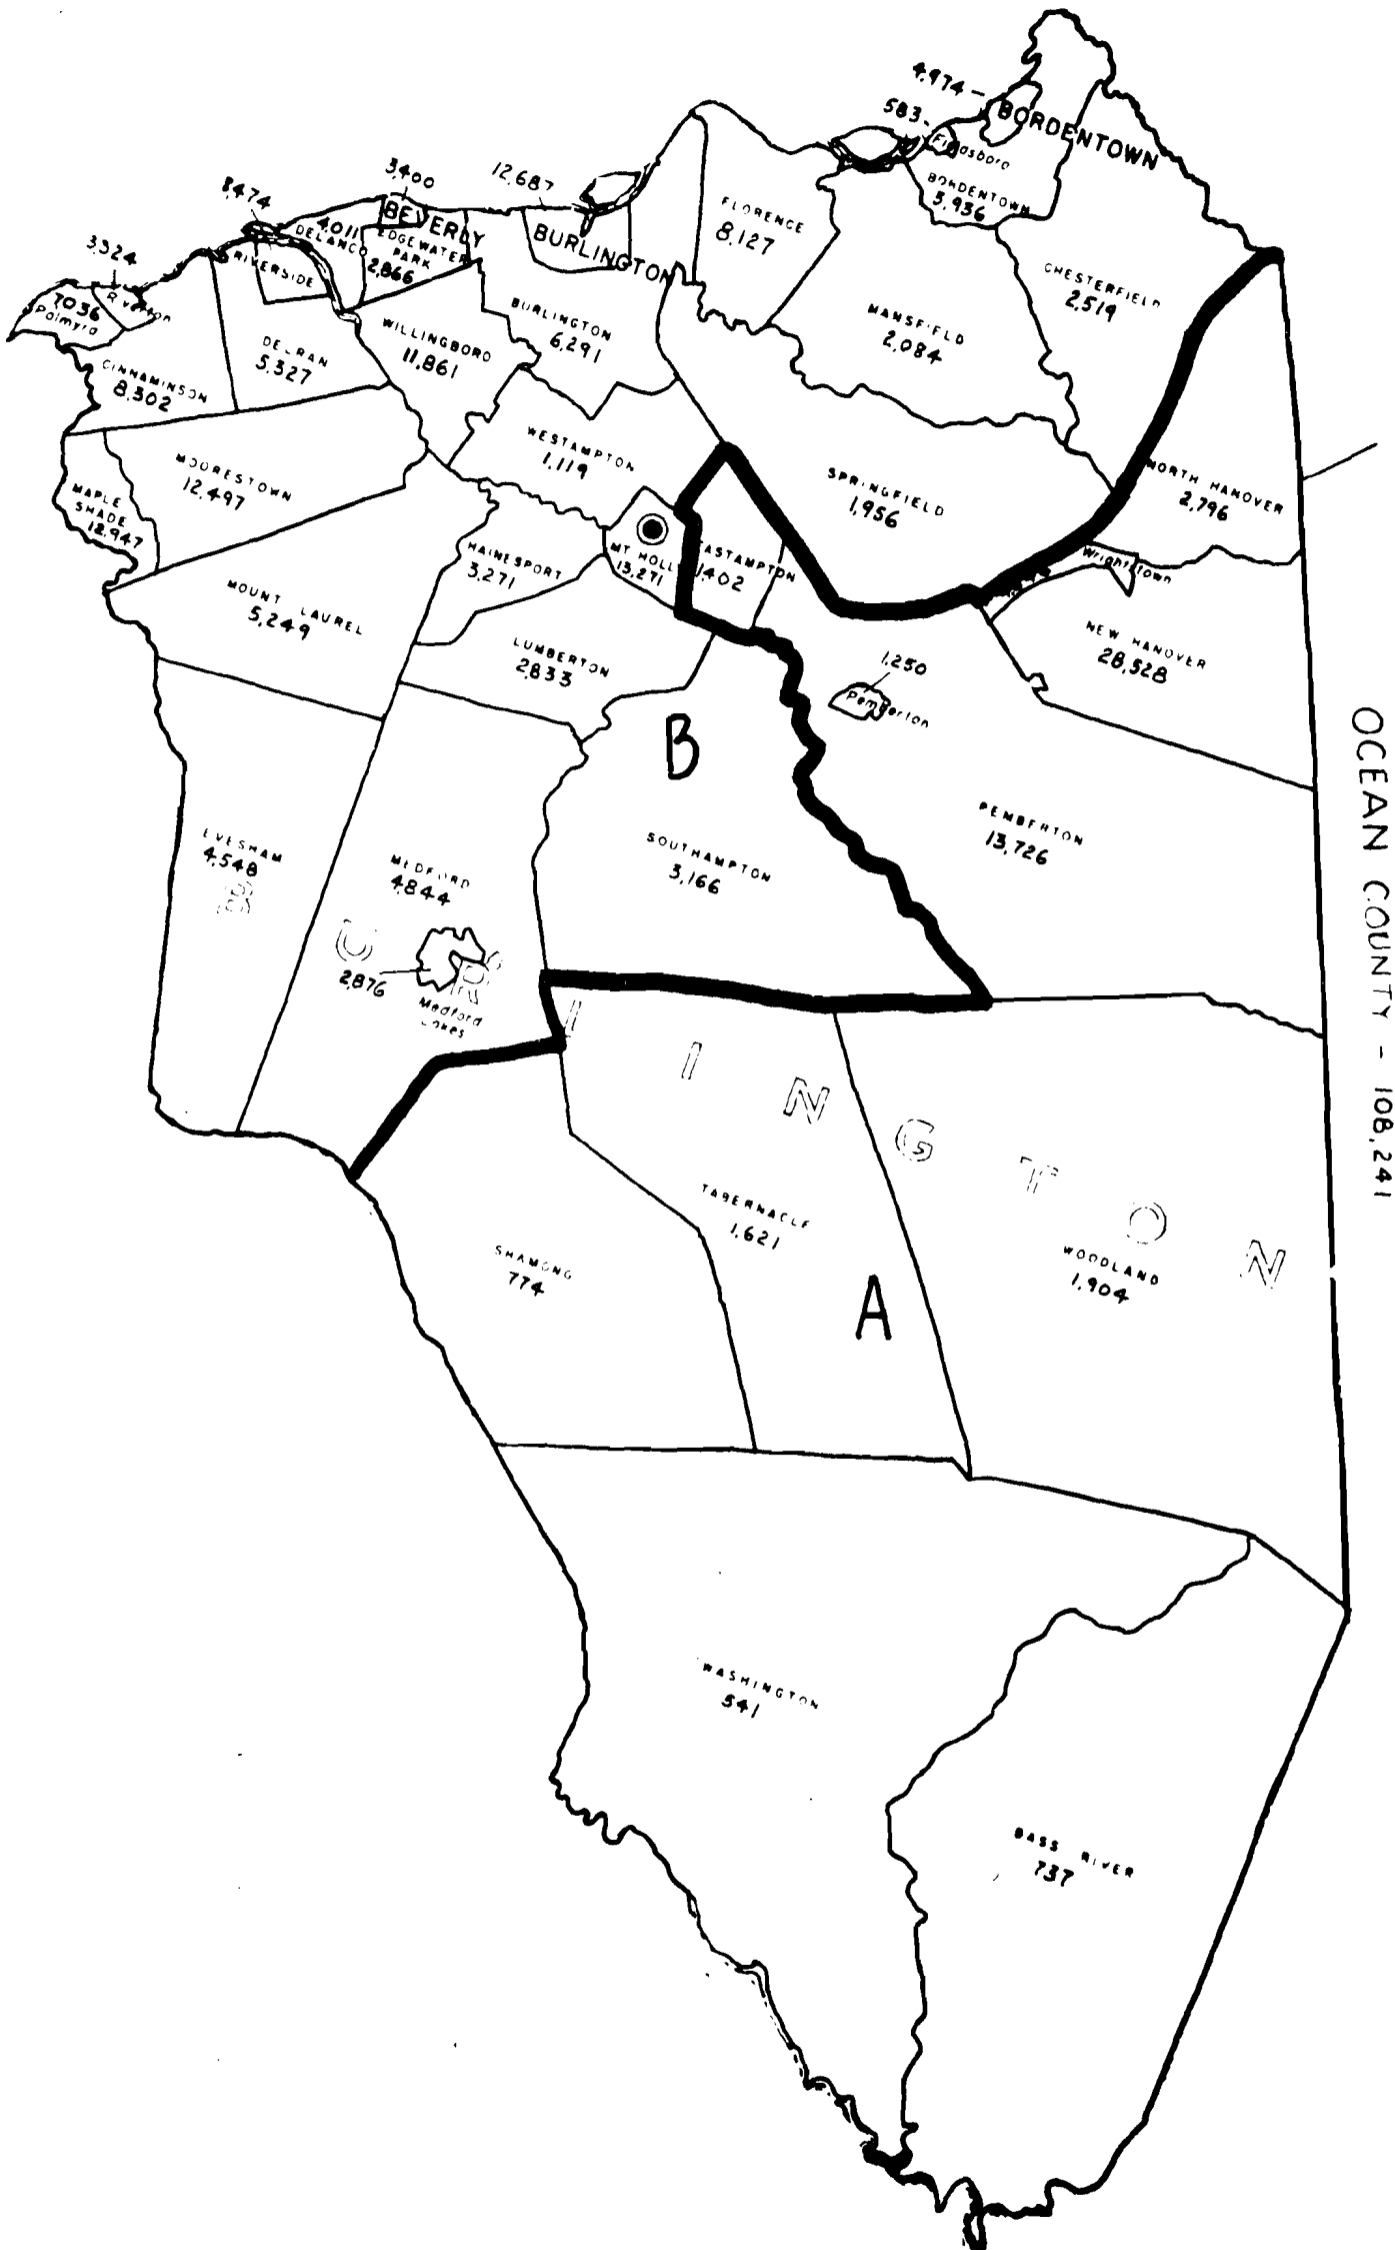 4,974 -
BORDENTOWN
583 -
Fieldsboro
BORDENTOWN
5,936
12,687
3,400
8,474
3,324
FLORENCE
8,127
BEVERLY
4,011
DELANCO
EDGEWATER
PARK
2,866
BURLINGTON
RIVERSIDE
7036
Palmyra
Riverton
CHESTERFIELD
2,519
MANSFIELD
2,084
BURLINGTON
6,291
WILLINGBORO
11,861
DELRAN
5,327
CINNAMINSON
8,302
WESTAMPTON
1,119
MOORESTOWN
12,497
MAPLE
SHADE
12,947
SPRINGFIELD
1,956
NORTH HANOVER
2,796
Wrightstown
MT HOLLY
13,271
EASTAMPTON
1,402
HAINESPORT
3,271
MOUNT LAUREL
5,249
LUMBERTON
2,833
NEW HANOVER
28,528
1,250
Pemberton
B
OCEAN COUNTY - 108,241
PEMBERTON
13,726
SOUTHAMPTON
3,166
EVESHAM
4,548
MEDFORD
4,844
2,876
Medford
Lakes
BURLINGTON
TABERNACLE
1,621
WOODLAND
1,904
SHAMONG
774
A
WASHINGTON
541
BASS RIVER
737